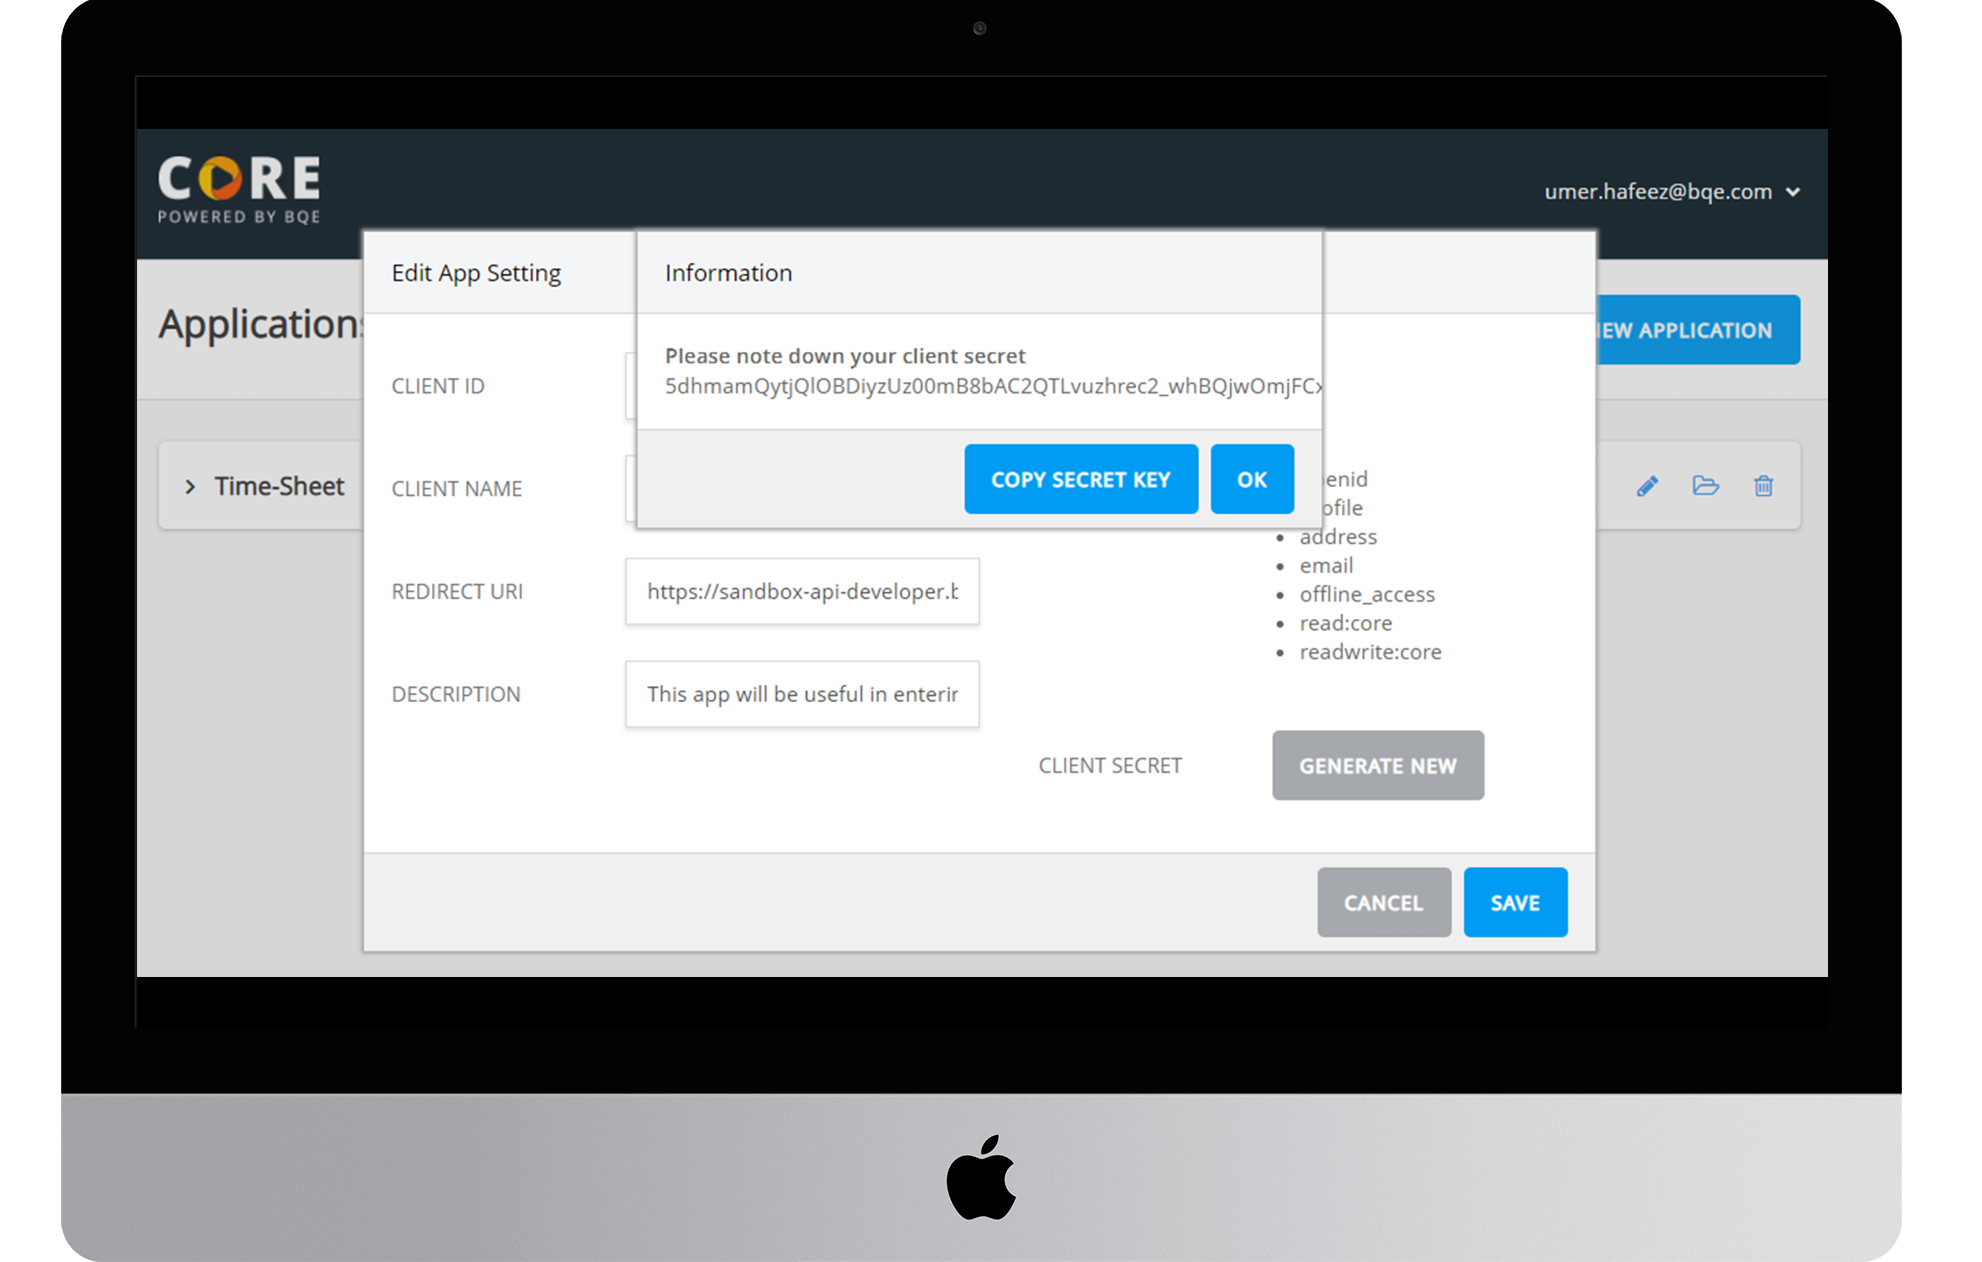 CORE
POWERED BY BQE
umer.hafeez@bqe.com
Edit App Setting
Information
Applications
EW APPLICATION
Please note down your client secret
5dhmamQytjQlOBDiyzUz00mB8bAC2QTLvuzhrec2_whBQjwOmjFCx
CLIENT ID
COPY SECRET KEY
OK
Time-Sheet
CLIENT NAME
enid
ofile
address
email
offline_access
read:core
readwrite:core
REDIRECT URI
https://sandbox-api-developer.b
DESCRIPTION
This app will be useful in enterin
CLIENT SECRET
GENERATE NEW
CANCEL
SAVE